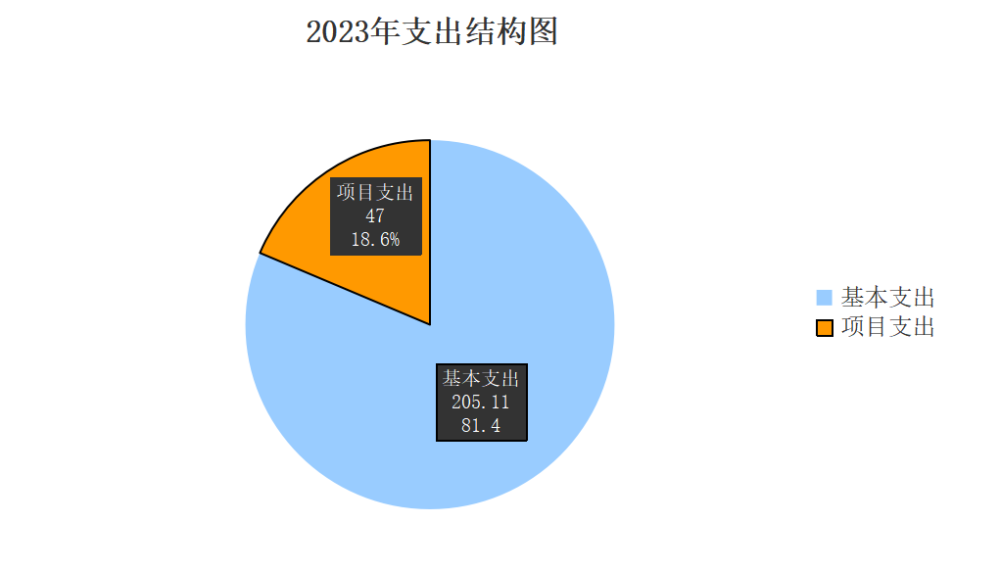 2023年支出结构图
项目支出
47
18.6%
基本支出
205.11
81.4
基本支出
项目支出